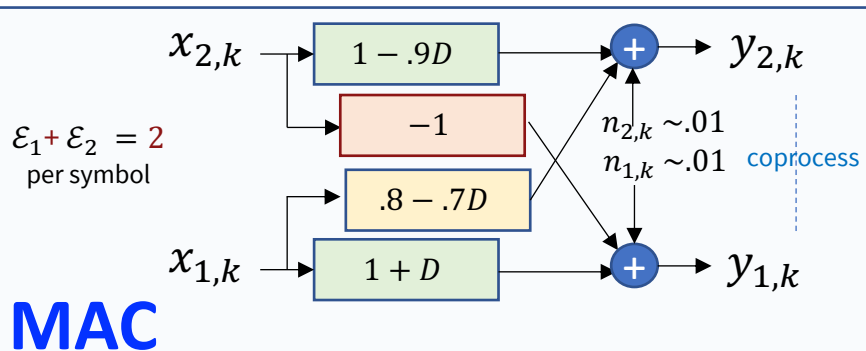 x₂,ₖ
1 − .9D
y₂,ₖ
−1
n₂,ₖ ~.01
ℰ₁+ ℰ₂ = 2
per symbol
n₁,ₖ ~.01
coprocess
.8 − .7D
x₁,ₖ
1 + D
y₁,ₖ
+
+
MAC